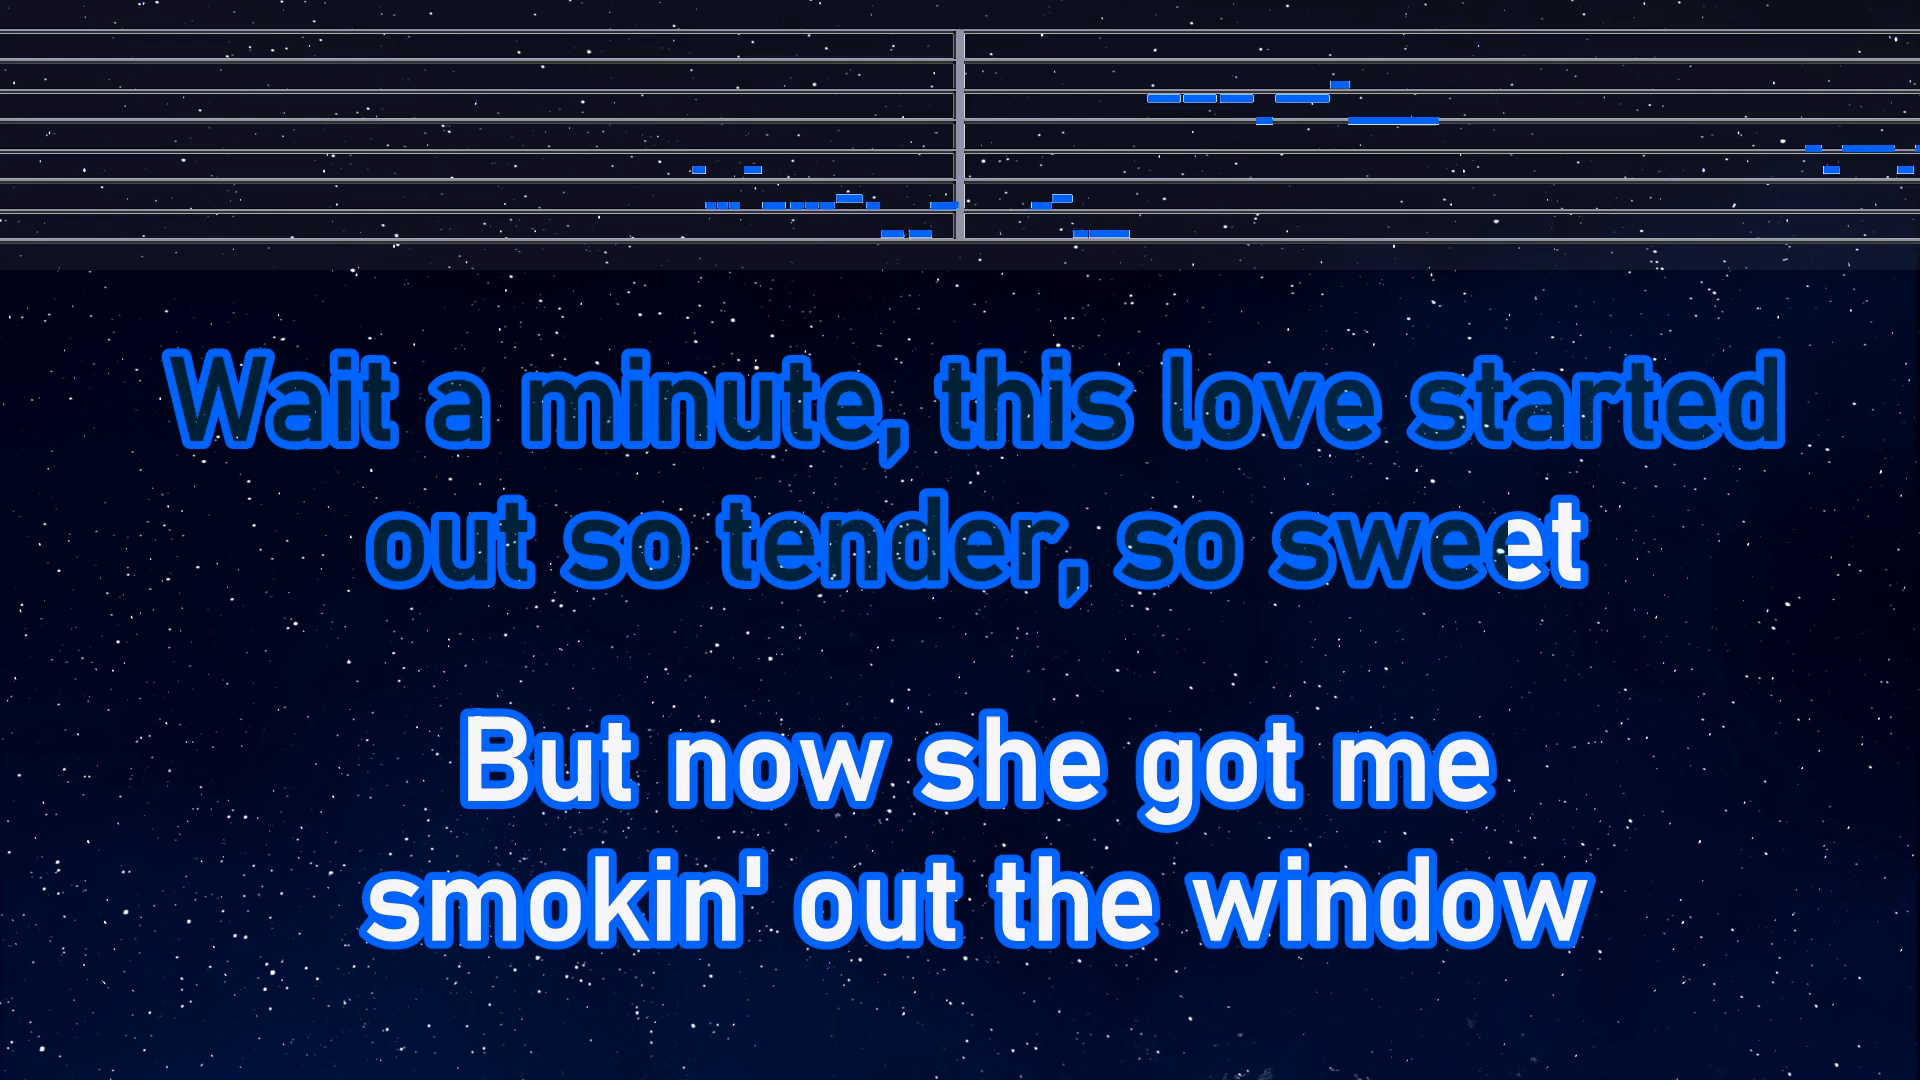 Wait a minute, this love started
out so tender, so sweet
But now she got me
smokin' out the window